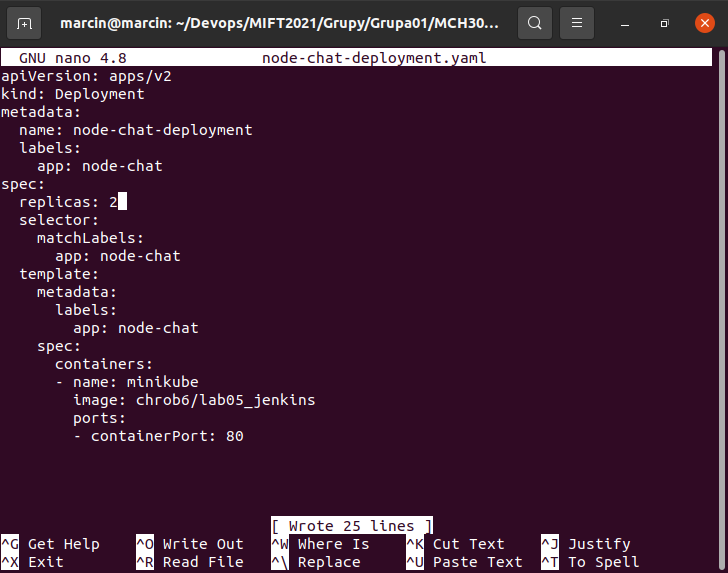 marcin@marcin: ~/Devops/MIFT2021/Grupy/Grupa01/MCH30...
GNU nano 4.8 node-chat-deployment.yaml
apiVersion: apps/v2
kind: Deployment
metadata:
  name: node-chat-deployment
  labels:
    app: node-chat
spec:
  replicas: 2
  selector:
    matchLabels:
      app: node-chat
  template:
    metadata:
      labels:
        app: node-chat
    spec:
      containers:
      - name: minikube
        image: chrob6/lab05_jenkins
        ports:
        - containerPort: 80
[ Wrote 25 lines ]
^G Get Help ^O Write Out ^W Where Is ^K Cut Text ^J Justify
^X Exit ^R Read File ^\ Replace ^U Paste Text ^T To Spell